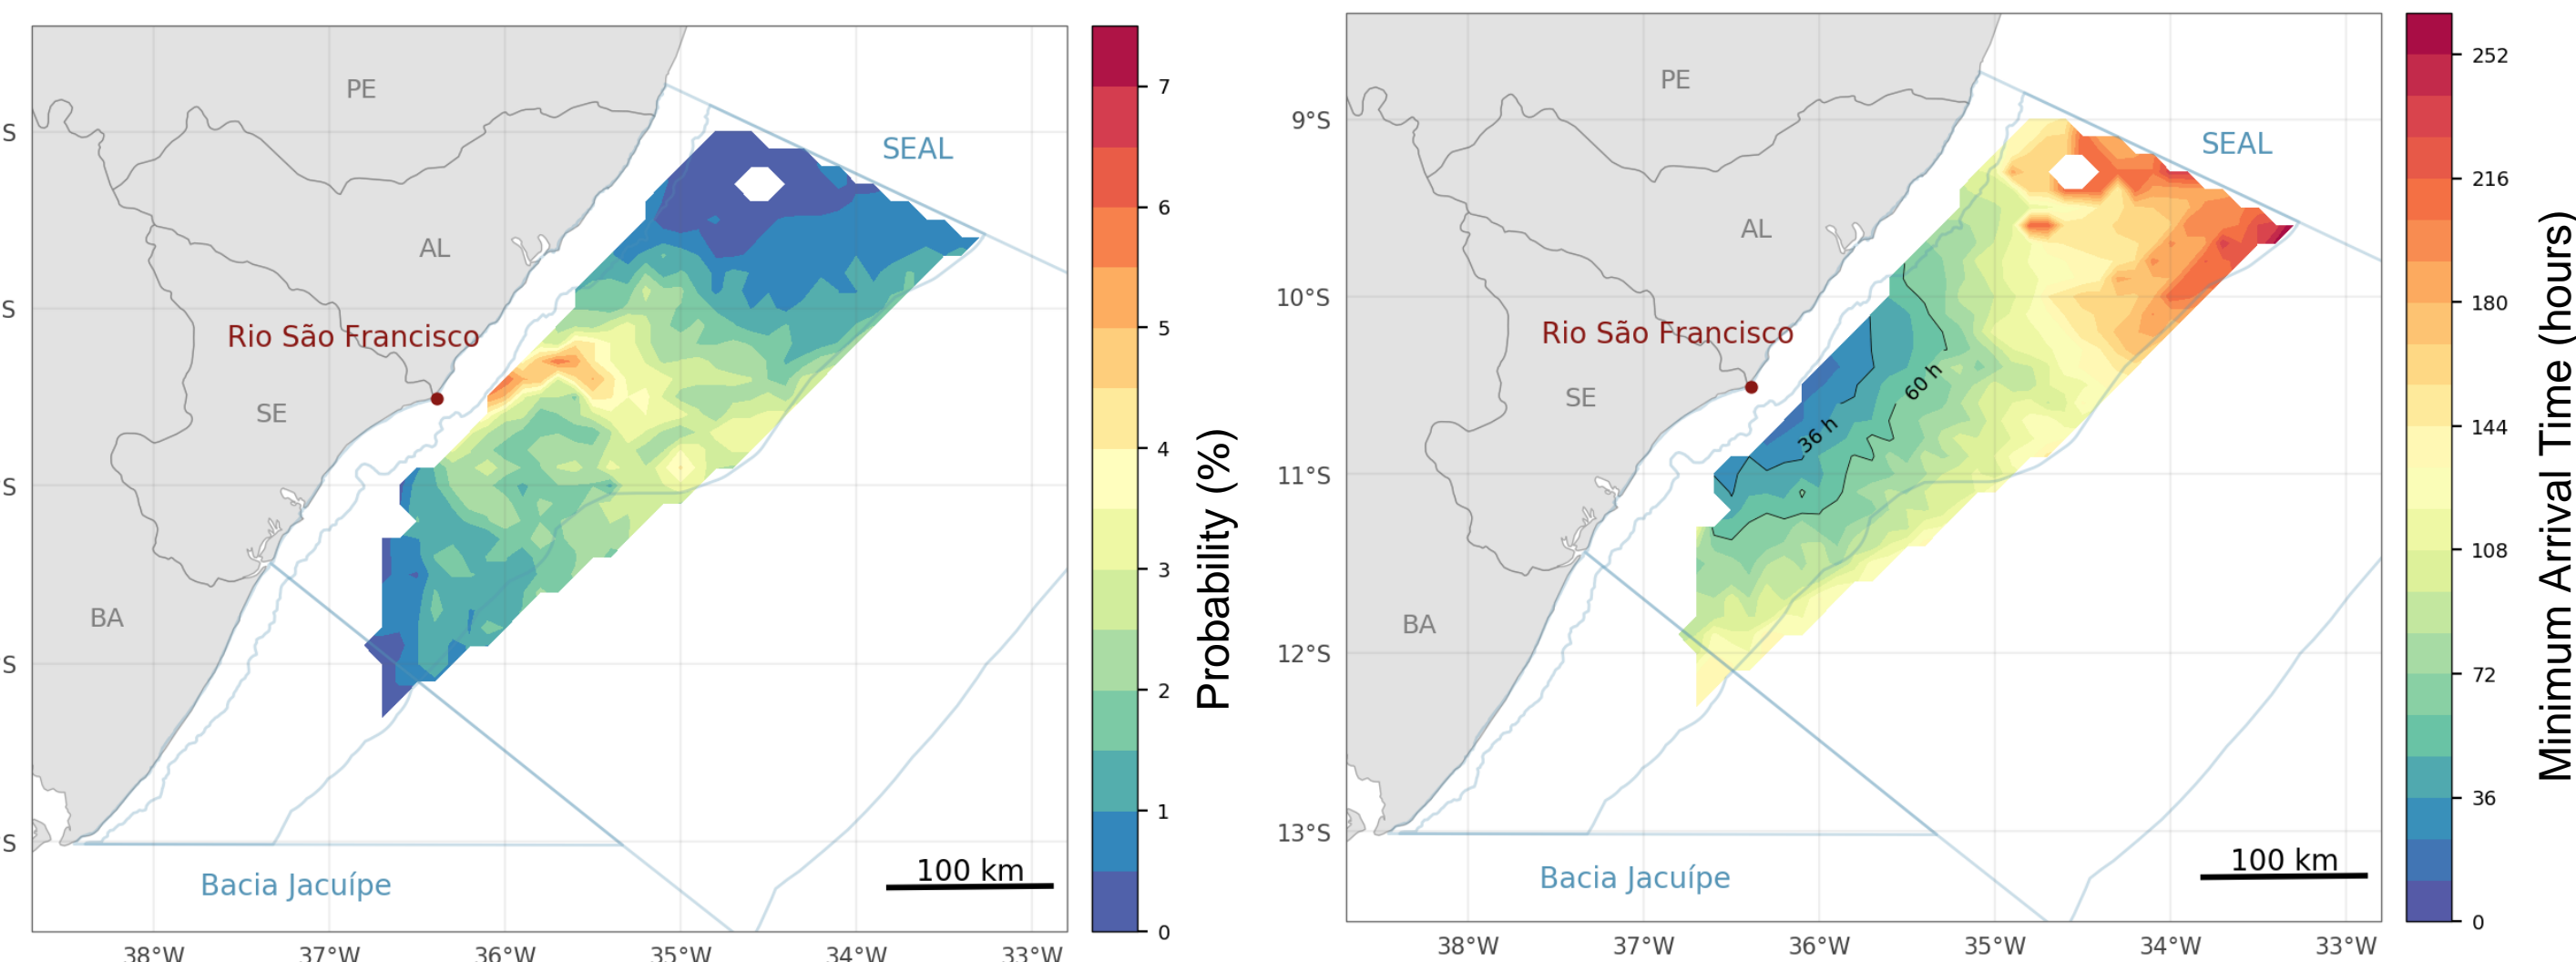 PE
SEAL
AL
Rio São Francisco
SE
BA
Bacia Jacuípe
100 km
S
S
S
S
S
38°W
37°W
36°W
35°W
34°W
33°W
7
6
5
4
3
2
1
0
Probability (%)
PE
SEAL
AL
Rio São Francisco
SE
BA
60 h
36 h
Bacia Jacuípe
100 km
9°S
10°S
11°S
12°S
13°S
38°W
37°W
36°W
35°W
34°W
33°W
252
216
180
144
108
72
36
0
Minimum Arrival Time (hours)